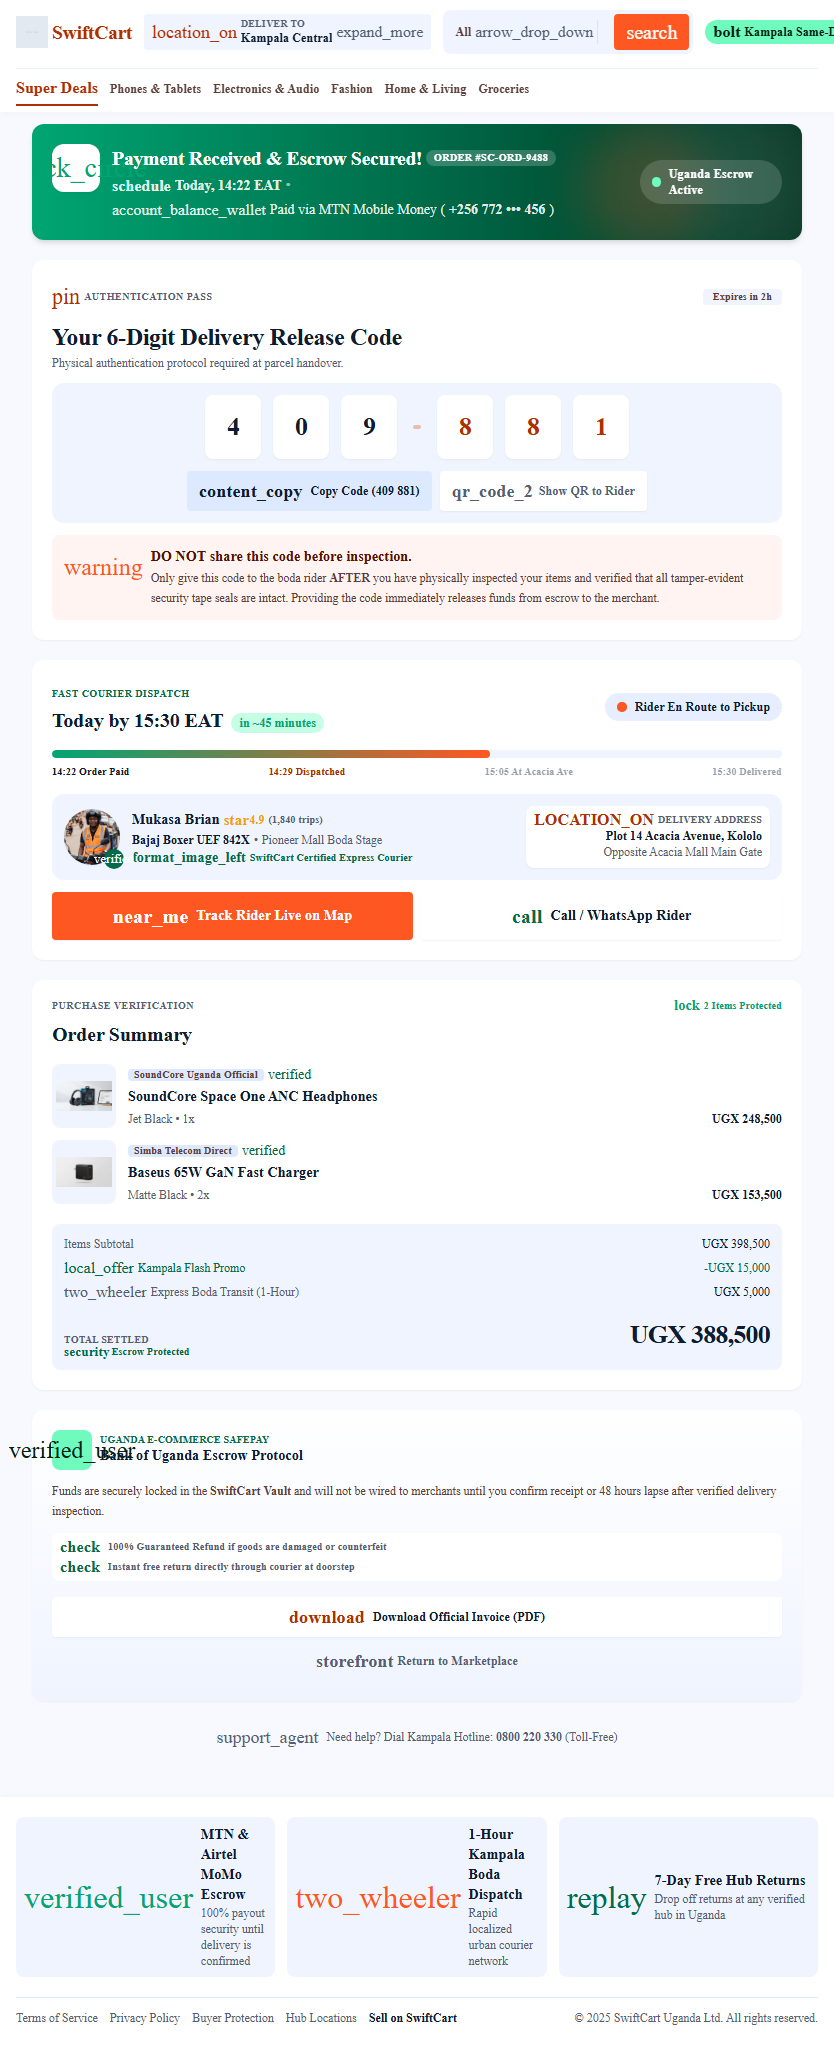 SwiftCart
location_on DELIVER TO
Kampala Central expand_more
All arrow_drop_down
search
bolt Kampala Same-D
Super Deals Phones & Tablets Electronics & Audio Fashion Home & Living Groceries
ck_c
Payment Received & Escrow Secured! ORDER #SC-ORD-9488
schedule Today, 14:22 EAT •
account_balance_wallet Paid via MTN Mobile Money ( +256 772 ••• 456 )
Uganda Escrow
Active
pin AUTHENTICATION PASS
Expires in 2h
Your 6-Digit Delivery Release Code
Physical authentication protocol required at parcel handover.
4 0 9 - 8 8 1
content_copy Copy Code (409 881)
qr_code_2 Show QR to Rider
warning
DO NOT share this code before inspection.
Only give this code to the boda rider AFTER you have physically inspected your items and verified that all tamper-evident
security tape seals are intact. Providing the code immediately releases funds from escrow to the merchant.
FAST COURIER DISPATCH
Today by 15:30 EAT in ~45 minutes
Rider En Route to Pickup
14:22 Order Paid 14:29 Dispatched 15:05 At Acacia Ave 15:30 Delivered
verifie
Mukasa Brian star4.9 (1,840 trips)
Bajaj Boxer UEF 842X • Pioneer Mall Boda Stage
format_image_left SwiftCart Certified Express Courier
LOCATION_ON DELIVERY ADDRESS
Plot 14 Acacia Avenue, Kololo
Opposite Acacia Mall Main Gate
near_me Track Rider Live on Map
call Call / WhatsApp Rider
PURCHASE VERIFICATION
lock 2 Items Protected
Order Summary
SoundCore Uganda Official verified
SoundCore Space One ANC Headphones
Jet Black • 1x UGX 248,500
Simba Telecom Direct verified
Baseus 65W GaN Fast Charger
Matte Black • 2x UGX 153,500
Items Subtotal UGX 398,500
local_offer Kampala Flash Promo -UGX 15,000
two_wheeler Express Boda Transit (1-Hour) UGX 5,000
TOTAL SETTLED
security Escrow Protected
UGX 388,500
verified_user
UGANDA E-COMMERCE SAFEPAY
Bank of Uganda Escrow Protocol
Funds are securely locked in the SwiftCart Vault and will not be wired to merchants until you confirm receipt or 48 hours lapse after verified delivery
inspection.
check 100% Guaranteed Refund if goods are damaged or counterfeit
check Instant free return directly through courier at doorstep
download Download Official Invoice (PDF)
storefront Return to Marketplace
support_agent Need help? Dial Kampala Hotline: 0800 220 330 (Toll-Free)
verified_user
MTN &
Airtel
MoMo
Escrow
100% payout
security until
delivery is
confirmed
two_wheeler
1-Hour
Kampala
Boda
Dispatch
Rapid
localized
urban courier
network
replay
7-Day Free Hub Returns
Drop off returns at any verified
hub in Uganda
Terms of Service Privacy Policy Buyer Protection Hub Locations Sell on SwiftCart
© 2025 SwiftCart Uganda Ltd. All rights reserved.